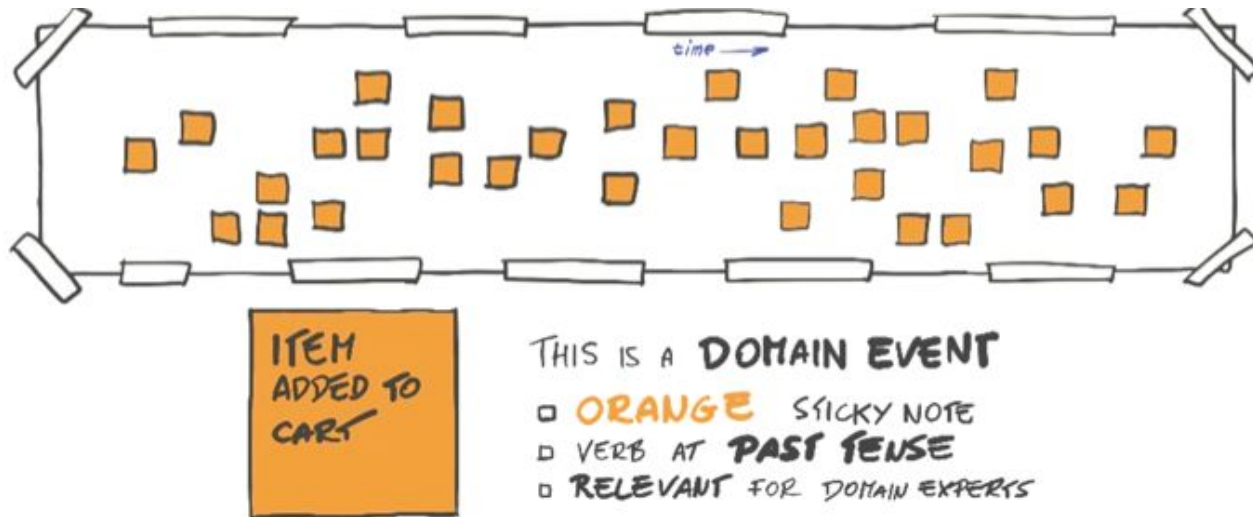 time →
ITEM
ADDED TO
CART
THIS IS A DOMAIN EVENT
ORANGE STICKY NOTE
VERB AT PAST TENSE
RELEVANT FOR DOMAIN EXPERTS